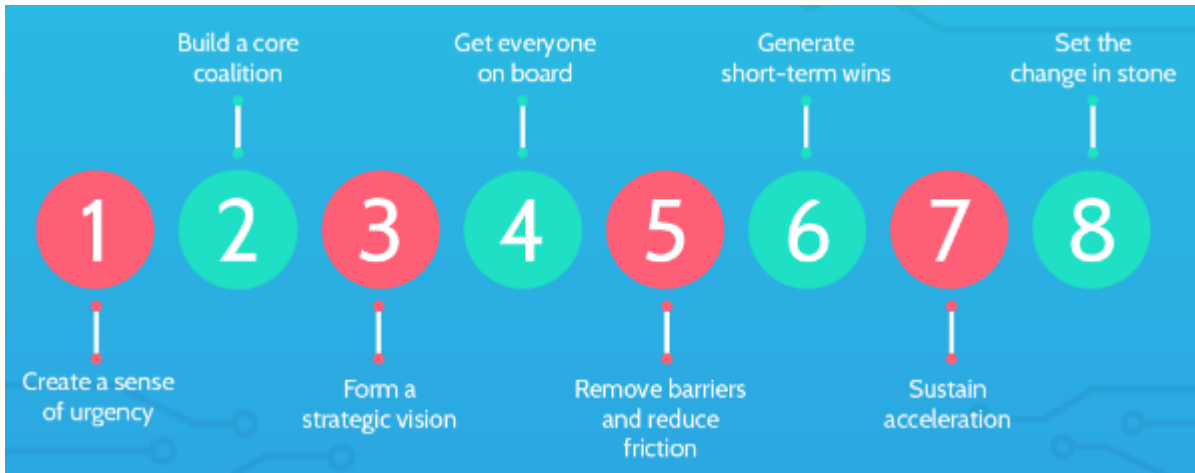 Build a core
coalition
Get everyone
on board
Generate
short-term wins
Set the
change in stone
1
2
3
4
5
6
7
8
Create a sense
of urgency
Form a
strategic vision
Remove barriers
and reduce
friction
Sustain
acceleration